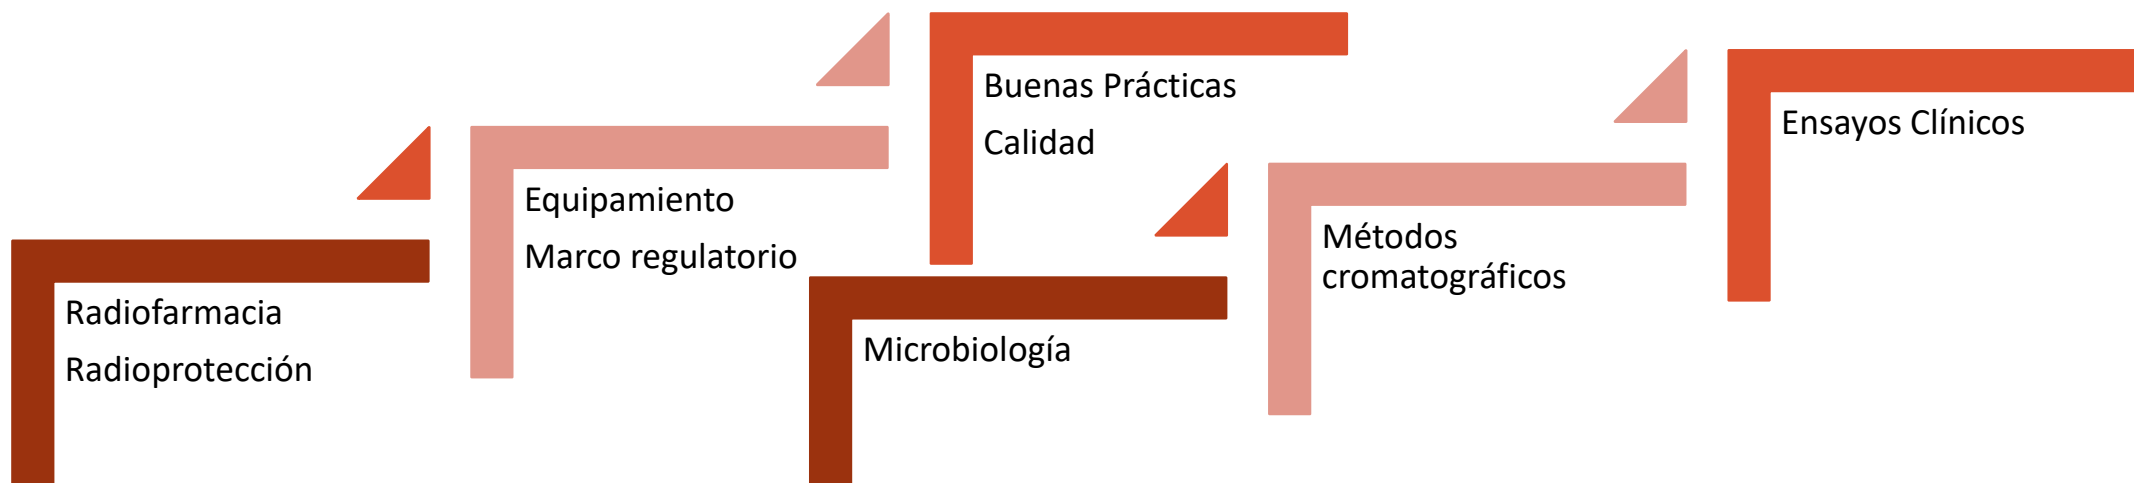 Radiofarmacia
Radioprotección
Equipamiento
Marco regulatorio
Buenas Prácticas
Calidad
Microbiología
Métodos
cromatográficos
Ensayos Clínicos